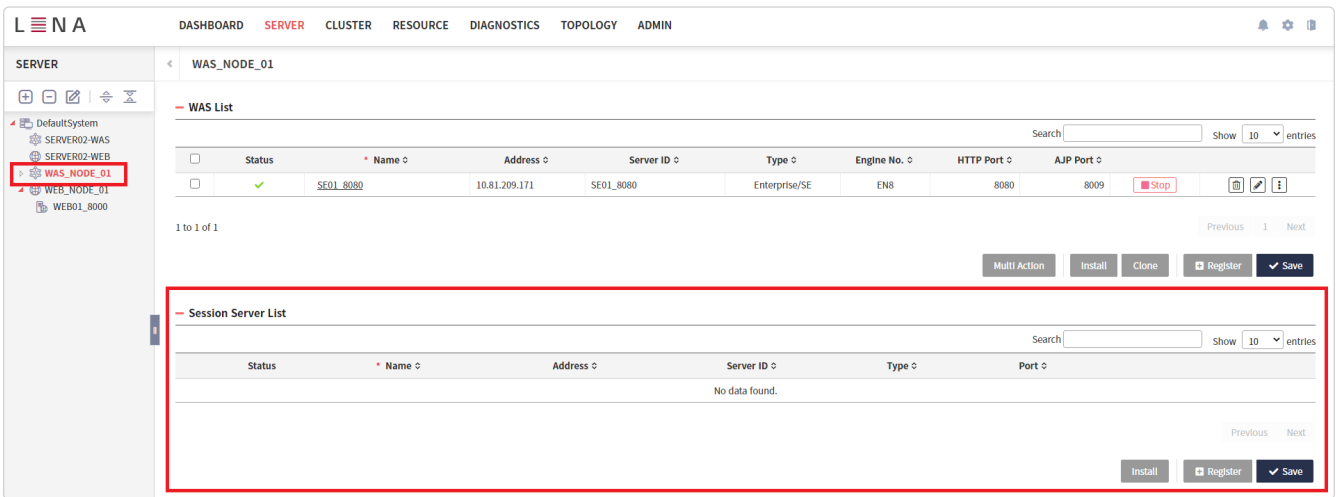 LENA
DASHBOARD SERVER CLUSTER RESOURCE DIAGNOSTICS TOPOLOGY ADMIN
SERVER
WAS_NODE_01
DefaultSystem
SERVER02-WAS
SERVER02-WEB
WAS_NODE_01
WEB_NODE_01
WEB01_8000
WAS List
Search Show 10 entries
Status * Name Address Server ID Type Engine No. HTTP Port AJP Port
SE01_8080 10.81.209.171 SE01_8080 Enterprise/SE EN8 8080 8009 Stop
1 to 1 of 1
Previous 1 Next
Multi Action Install Clone Register Save
Session Server List
Search Show 10 entries
Status * Name Address Server ID Type Port
No data found.
Previous Next
Install Register Save